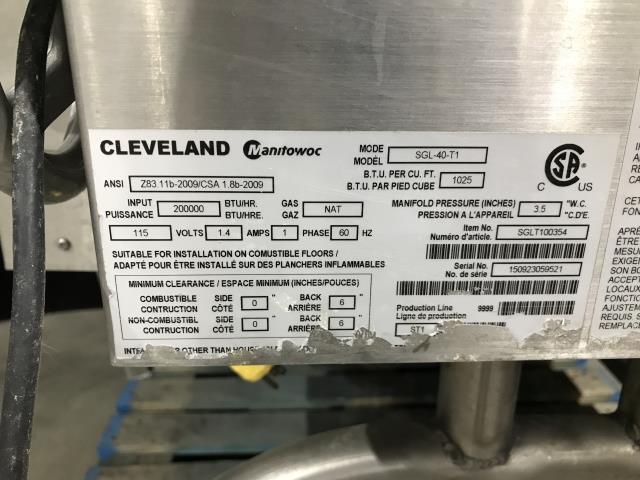 CLEVELAND Manitowoc
MODE
MODÈL SGL-40-T1
ANSI Z83.11b-2009/CSA 1.8b-2009
B.T.U. PER CU. FT.
B.T.U. PAR PIED CUBE 1025
CSA
C US
INPUT
PUISSANCE 200000 BTU/HR.
BTU/HRE.
GAS
GAZ NAT
MANIFOLD PRESSURE (INCHES)
PRESSION A L'APPAREIL 3.5 "W.C.
"C.D'E.
115 VOLTS 1.4 AMPS 1 PHASE 60 HZ
Item No.
Numéro d'article. SGLT100354
SUITABLE FOR INSTALLATION ON COMUSTIBLE FLOORS /
ADAPTÉ POUR ÊTRE INSTALLÉ SUR DES PLANCHERS INFLAMMABLES
Serial No.
No. de série 150923059521
MINIMUM CLEARANCE / ESPACE MINIMUM (INCHES/POUCES)
COMBUSTIBLE
CONTRUCTION SIDE
CÔTÉ 0 BACK
ARRIÈRE 6
NON-COMBUSTIBL
CONTRUCTION SIDE
CÔTÉ 0 BACK
ARRIÈRE 6
Production Line
Ligne de production 9999
ST1
OTHER THAN